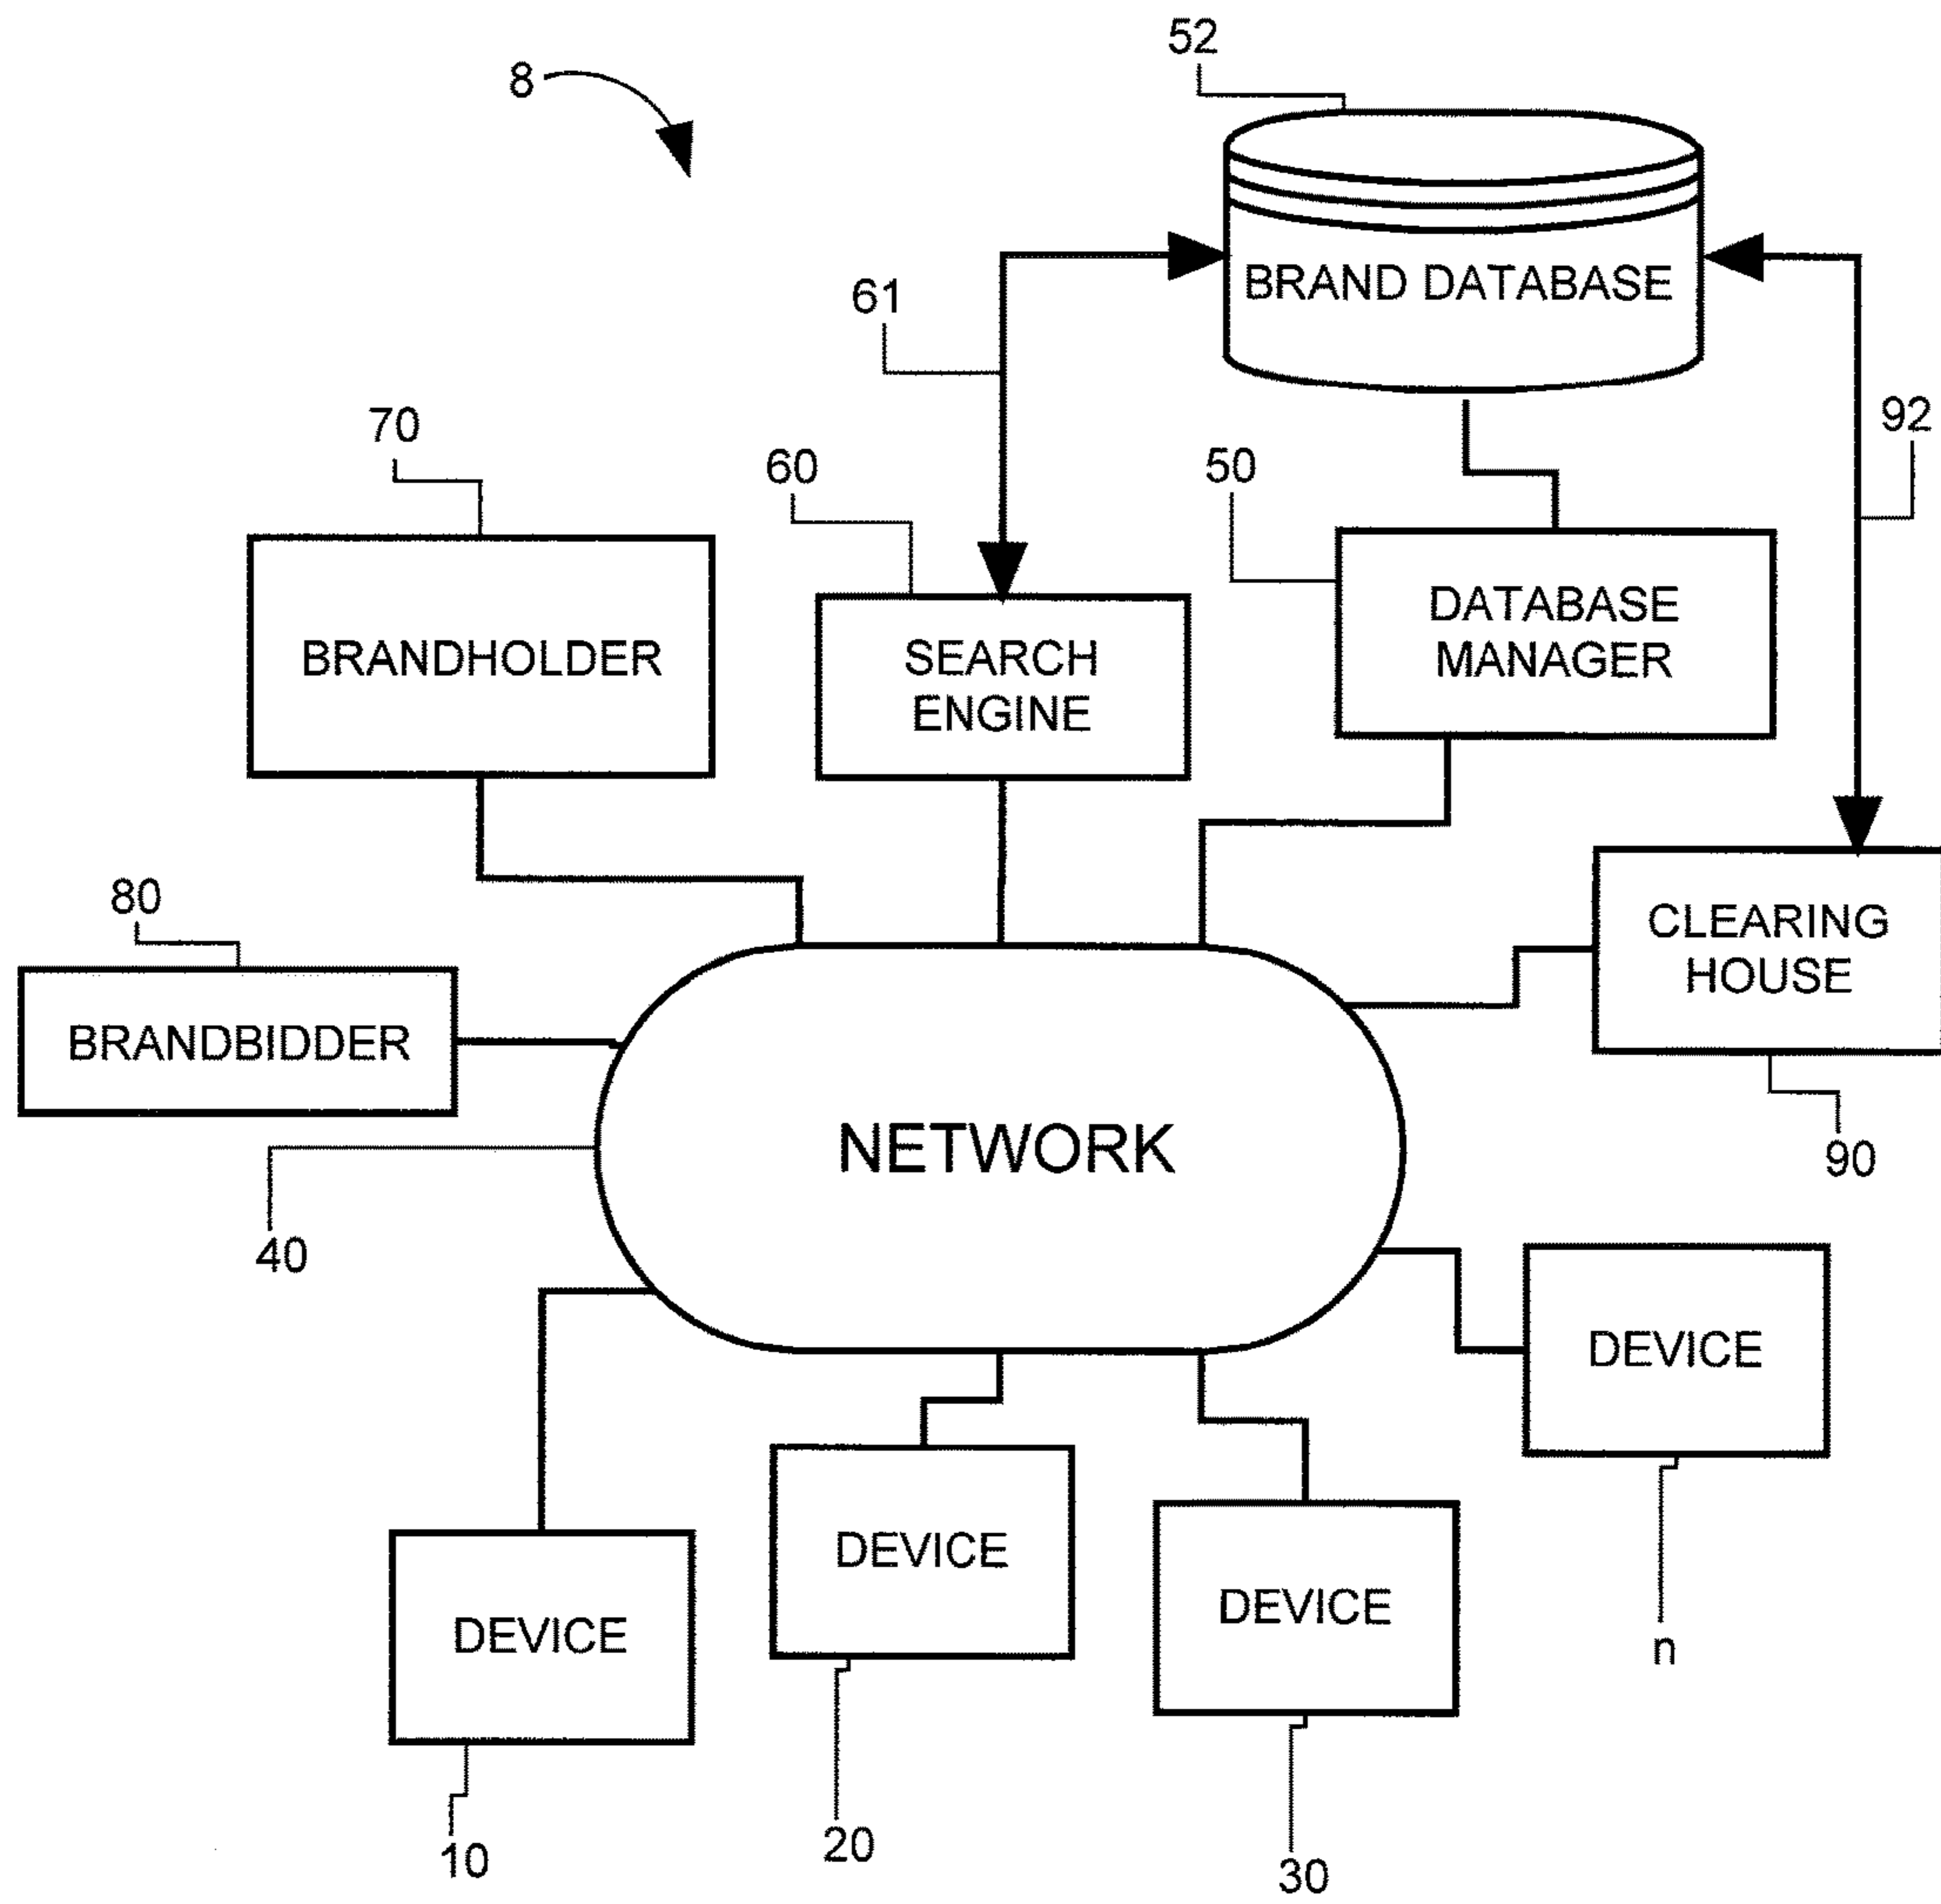 52
8
BRAND DATABASE
61
92
70
60
50
BRANDHOLDER
SEARCH
ENGINE
DATABASE
MANAGER
80
CLEARING
HOUSE
BRANDBIDDER
NETWORK
90
40
DEVICE
DEVICE
DEVICE
DEVICE
n
10
20
30